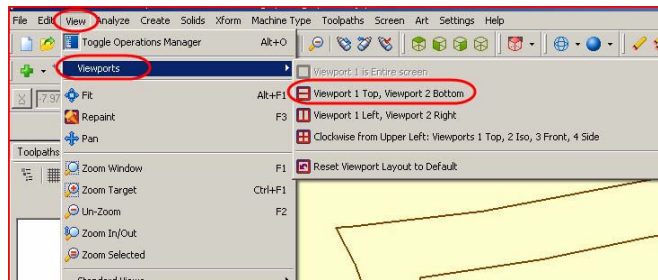 File Edit View Analyze Create Solids Xform Machine Type Toolpaths Screen Art Settings Help
Toggle Operations Manager Alt+O
Viewports
Viewport 1 is Entire screen
-7.97
Fit Alt+F1
Viewport 1 Top, Viewport 2 Bottom
Repaint F3
Viewport 1 Left, Viewport 2 Right
Pan
Clockwise from Upper Left: Viewports 1 Top, 2 Iso, 3 Front, 4 Side
Toolpaths
Zoom Window F1
Reset Viewport Layout to Default
Zoom Target Ctrl+F1
Un-Zoom F2
Zoom In/Out
Zoom Selected
Standard Views